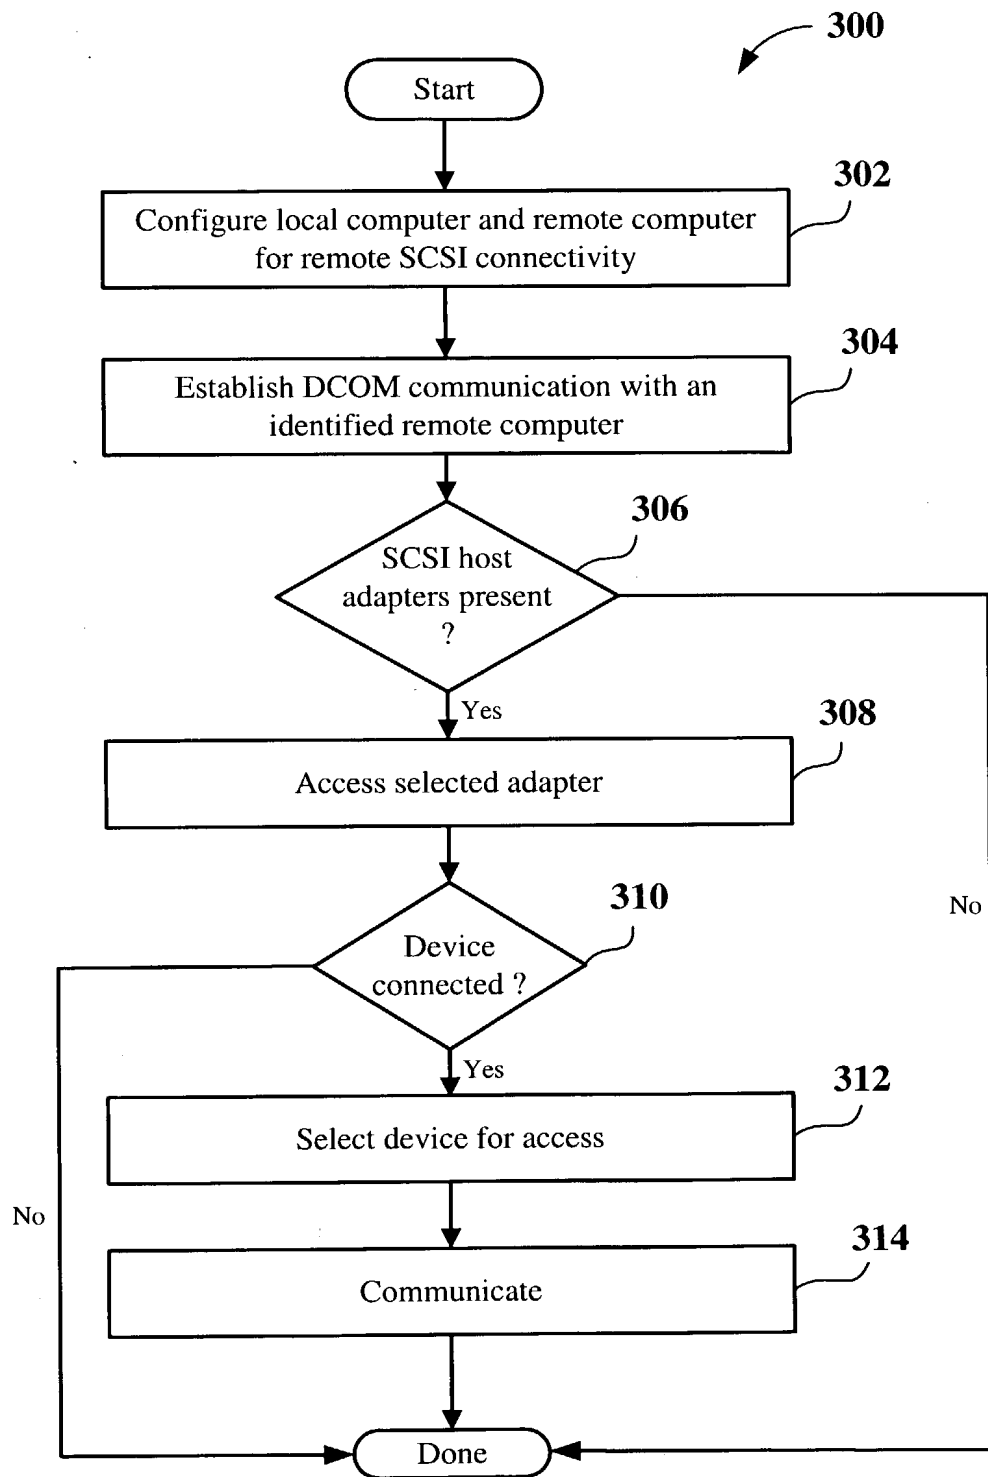 300
Start
302
Configure local computer and remote computer
for remote SCSI connectivity
304
Establish DCOM communication with an
identified remote computer
306
SCSI host
adapters present
?
Yes
308
Access selected adapter
310
No
Device
connected ?
Yes
312
Select device for access
No
314
Communicate
Done